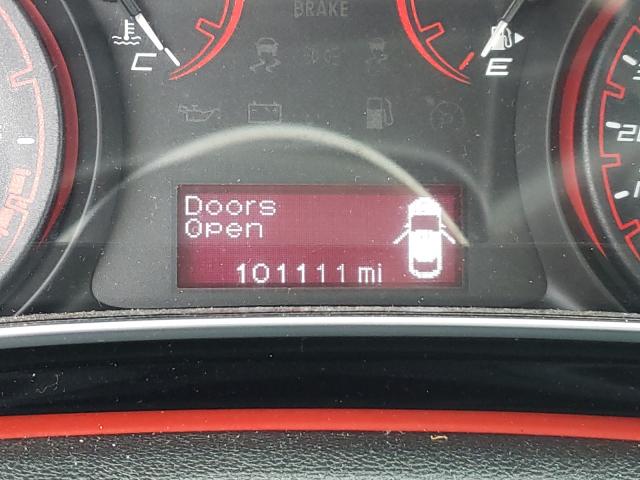 BRAKE
C
E
Doors
Open
101111 mi